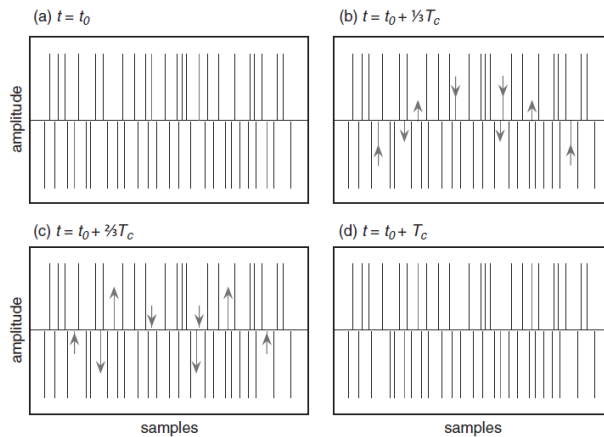 (a) t = t0
(b) t = t0 + ⅓Tc
amplitude
(c) t = t0 + ⅔Tc
(d) t = t0 + Tc
amplitude
samples
samples